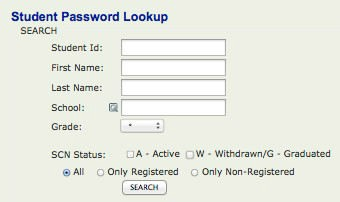 Student Password Lookup
SEARCH
Student Id:
First Name:
Last Name:
School:
Grade: *
SCN Status: A - Active W - Withdrawn/G - Graduated
All Only Registered Only Non-Registered
SEARCH